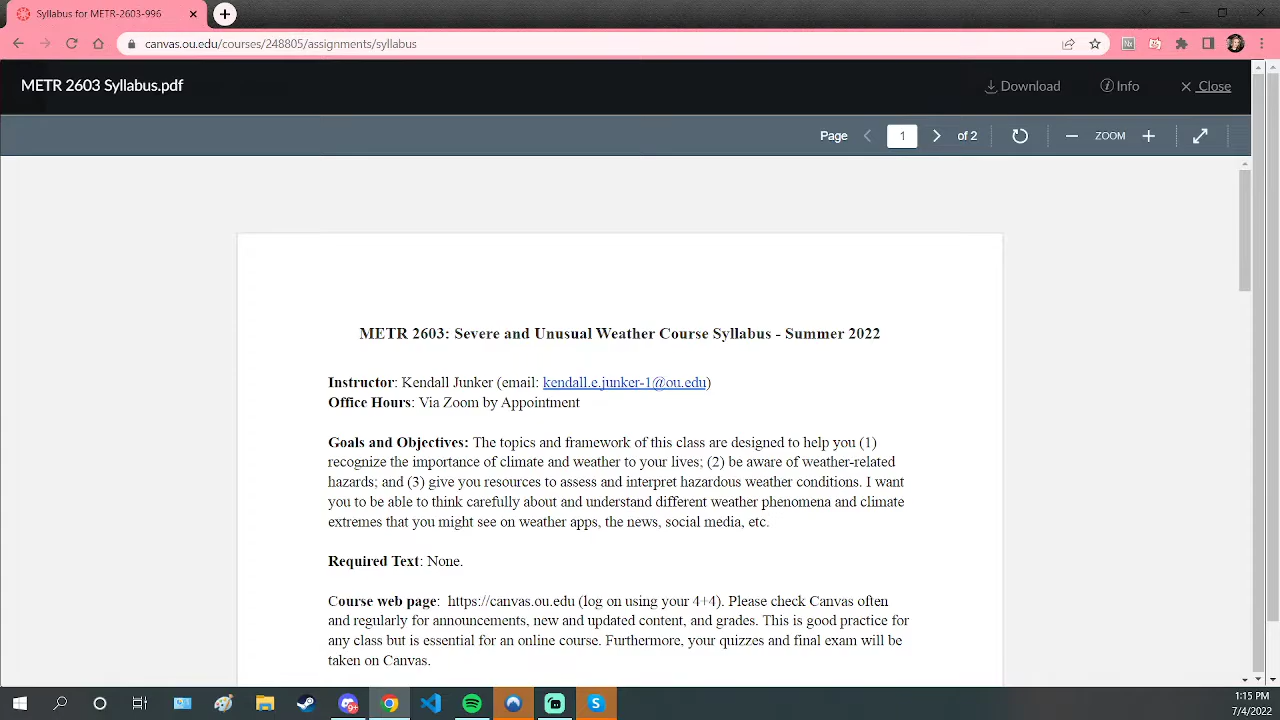 Syllabus for METR-2603-996
canvas.ou.edu/courses/248805/assignments/syllabus
METR 2603 Syllabus.pdf
Download
Info
Close
Page
1
of 2
ZOOM
METR 2603: Severe and Unusual Weather Course Syllabus - Summer 2022
Instructor: Kendall Junker (email: kendall.e.junker-1@ou.edu)
Office Hours: Via Zoom by Appointment
Goals and Objectives: The topics and framework of this class are designed to help you (1)
recognize the importance of climate and weather to your lives; (2) be aware of weather-related
hazards; and (3) give you resources to assess and interpret hazardous weather conditions. I want
you to be able to think carefully about and understand different weather phenomena and climate
extremes that you might see on weather apps, the news, social media, etc.
Required Text: None.
Course web page: https://canvas.ou.edu (log on using your 4+4). Please check Canvas often
and regularly for announcements, new and updated content, and grades. This is good practice for
any class but is essential for an online course. Furthermore, your quizzes and final exam will be
taken on Canvas.
1:15 PM
7/4/2022